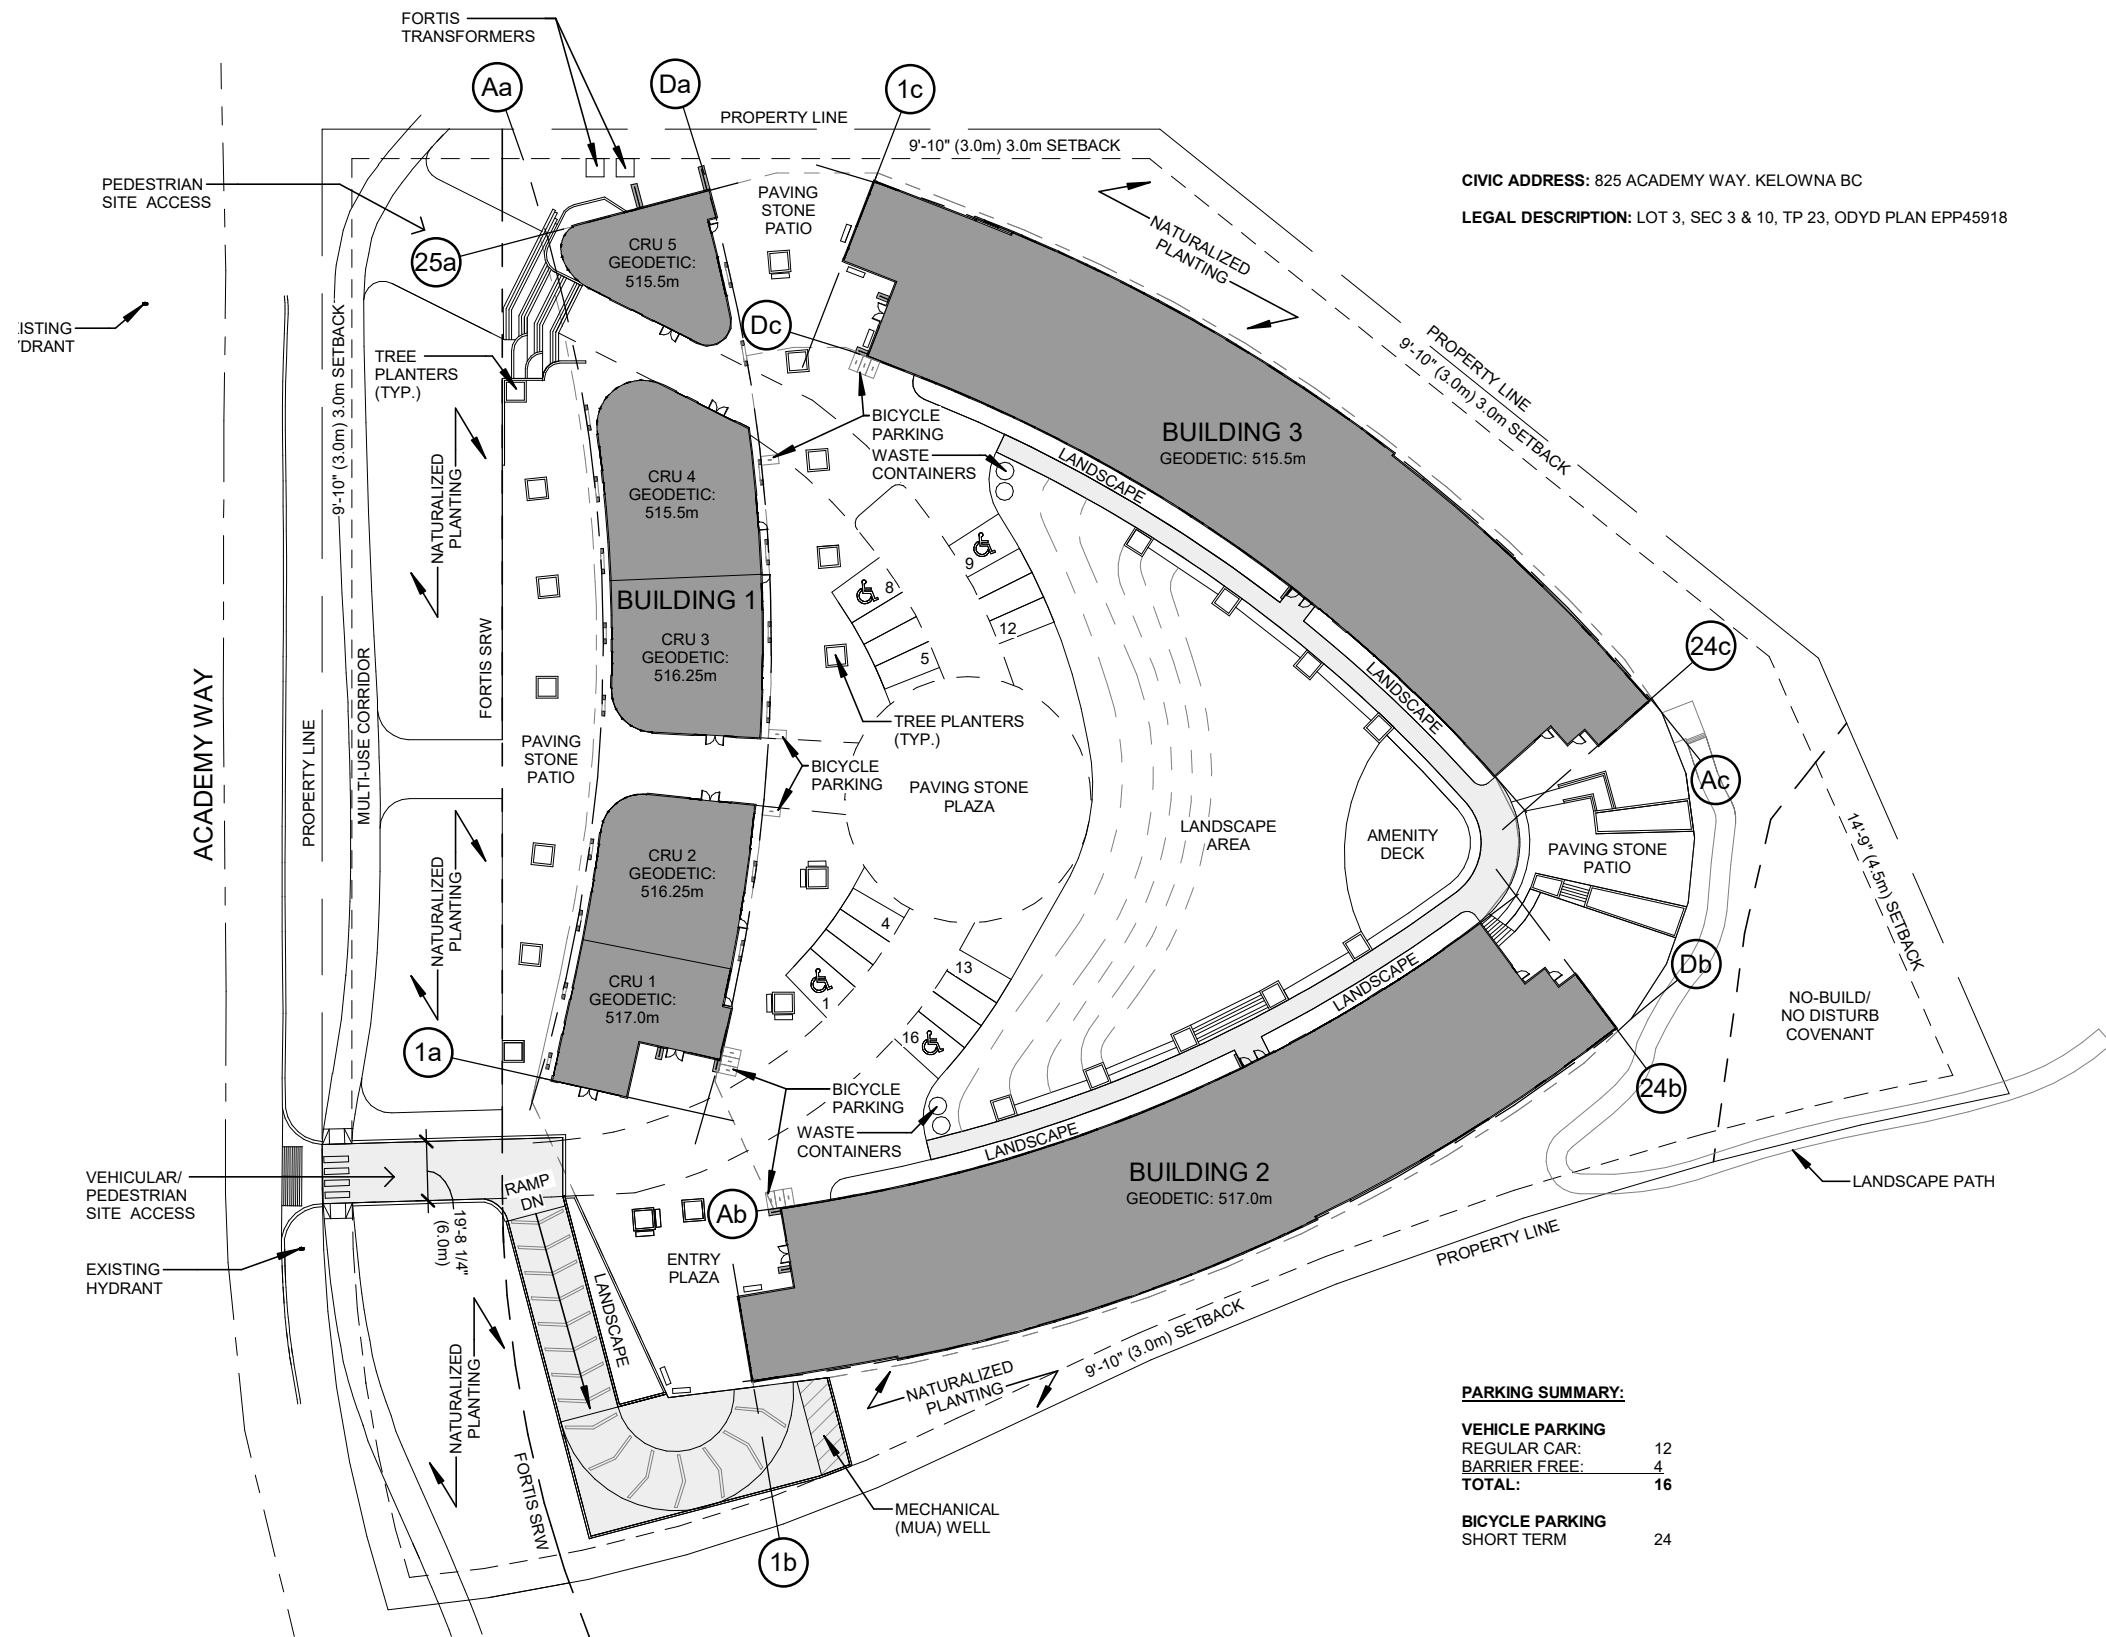 FORTIS
TRANSFORMERS
Aa
Da
1c
PROPERTY LINE
9'-10" (3.0m) 3.0m SETBACK
PEDESTRIAN
SITE ACCESS
25a
CRU 5
GEODETIC:
515.5m
PAVING
STONE
PATIO
NATURALIZED
PLANTING
CIVIC ADDRESS: 825 ACADEMY WAY. KELOWNA BC
LEGAL DESCRIPTION: LOT 3, SEC 3 & 10, TP 23, ODYD PLAN EPP45918
ISTING
YDRANT
Dc
TREE
PLANTERS
(TYP.)
9'-10" (3.0m) 3.0m SETBACK
PROPERTY LINE
9'-10" (3.0m) 3.0m SETBACK
BICYCLE
PARKING
WASTE
CONTAINERS
BUILDING 3
GEODETIC: 515.5m
LANDSCAPE
NATURALIZED
PLANTING
CRU 4
GEODETIC:
515.5m
BUILDING 1
CRU 3
GEODETIC:
516.25m
8
5
9
12
24c
LANDSCAPE
FORTIS SRW
ACADEMY WAY
PROPERTY LINE
MULTI-USE CORRIDOR
PAVING
STONE
PATIO
TREE PLANTERS
(TYP.)
BICYCLE
PARKING
PAVING STONE
PLAZA
LANDSCAPE
AREA
AMENITY
DECK
PAVING STONE
PATIO
Ac
14'-9" (4.5m) SETBACK
NATURALIZED
PLANTING
CRU 2
GEODETIC:
516.25m
CRU 1
GEODETIC:
517.0m
4
1
13
16
LANDSCAPE
Db
NO-BUILD/
NO DISTURB
COVENANT
1a
24b
BICYCLE
PARKING
WASTE
CONTAINERS
LANDSCAPE
BUILDING 2
GEODETIC: 517.0m
LANDSCAPE PATH
VEHICULAR/
PEDESTRIAN
SITE ACCESS
RAMP
DN
19'-8 1/4"
(6.0m)
Ab
ENTRY
PLAZA
PROPERTY LINE
EXISTING
HYDRANT
LANDSCAPE
9'-10" (3.0m) SETBACK
NATURALIZED
PLANTING
NATURALIZED
PLANTING
FORTIS SRW
MECHANICAL
(MUA) WELL
1b
PARKING SUMMARY:
VEHICLE PARKING
REGULAR CAR: 12
BARRIER FREE: 4
TOTAL: 16
BICYCLE PARKING
SHORT TERM 24